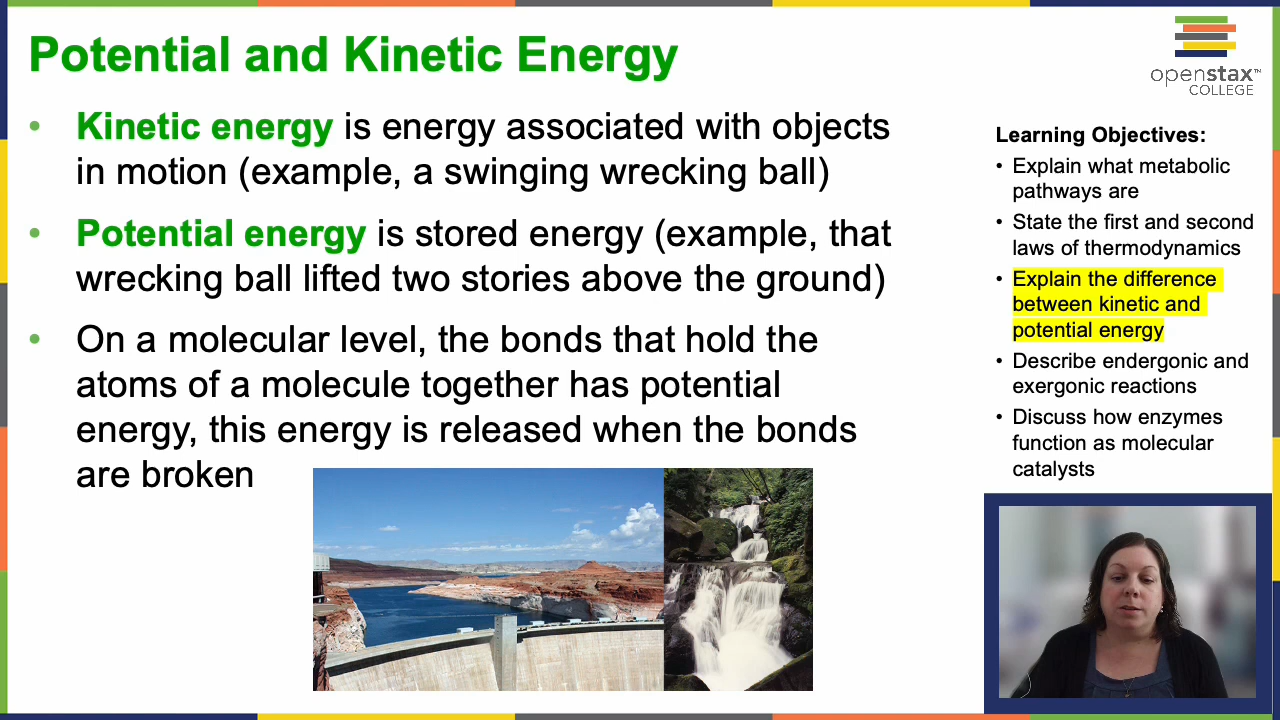 Potential and Kinetic Energy
• Kinetic energy is energy associated with objects
in motion (example, a swinging wrecking ball)
• Potential energy is stored energy (example, that
wrecking ball lifted two stories above the ground)
• On a molecular level, the bonds that hold the
atoms of a molecule together has potential
energy, this energy is released when the bonds
are broken
openstax™
COLLEGE
Learning Objectives:
• Explain what metabolic
pathways are
• State the first and second
laws of thermodynamics
• Explain the difference
between kinetic and
potential energy
• Describe endergonic and
exergonic reactions
• Discuss how enzymes
function as molecular
catalysts